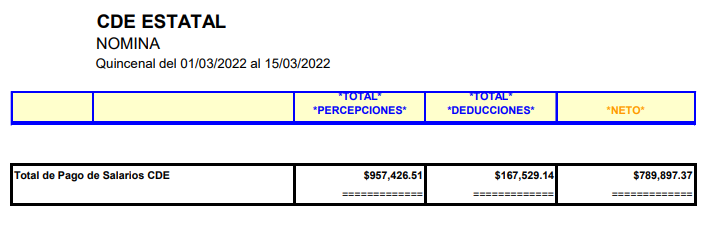 CDE ESTATAL
NOMINA
Quincenal del 01/03/2022 al 15/03/2022
*TOTAL* *TOTAL*
*PERCEPCIONES* *DEDUCCIONES* *NETO*
Total de Pago de Salarios CDE $957,426.51 $167,529.14 $789,897.37
============= ============= =============